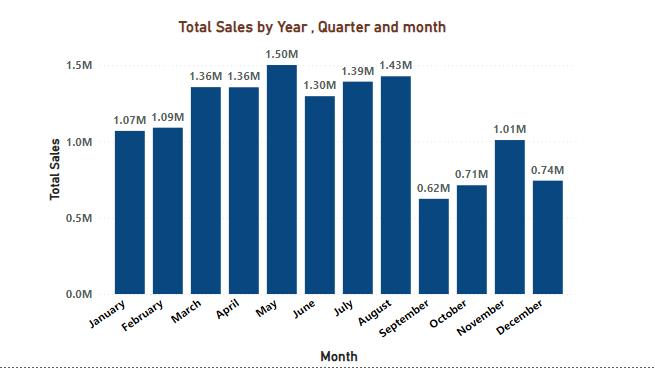 Total Sales by Year , Quarter and month
Total Sales
1.5M
1.0M
0.5M
0.0M
1.07M
1.09M
1.36M
1.36M
1.50M
1.30M
1.39M
1.43M
0.62M
0.71M
1.01M
0.74M
January
February
March
April
May
June
July
August
September
October
November
December
Month